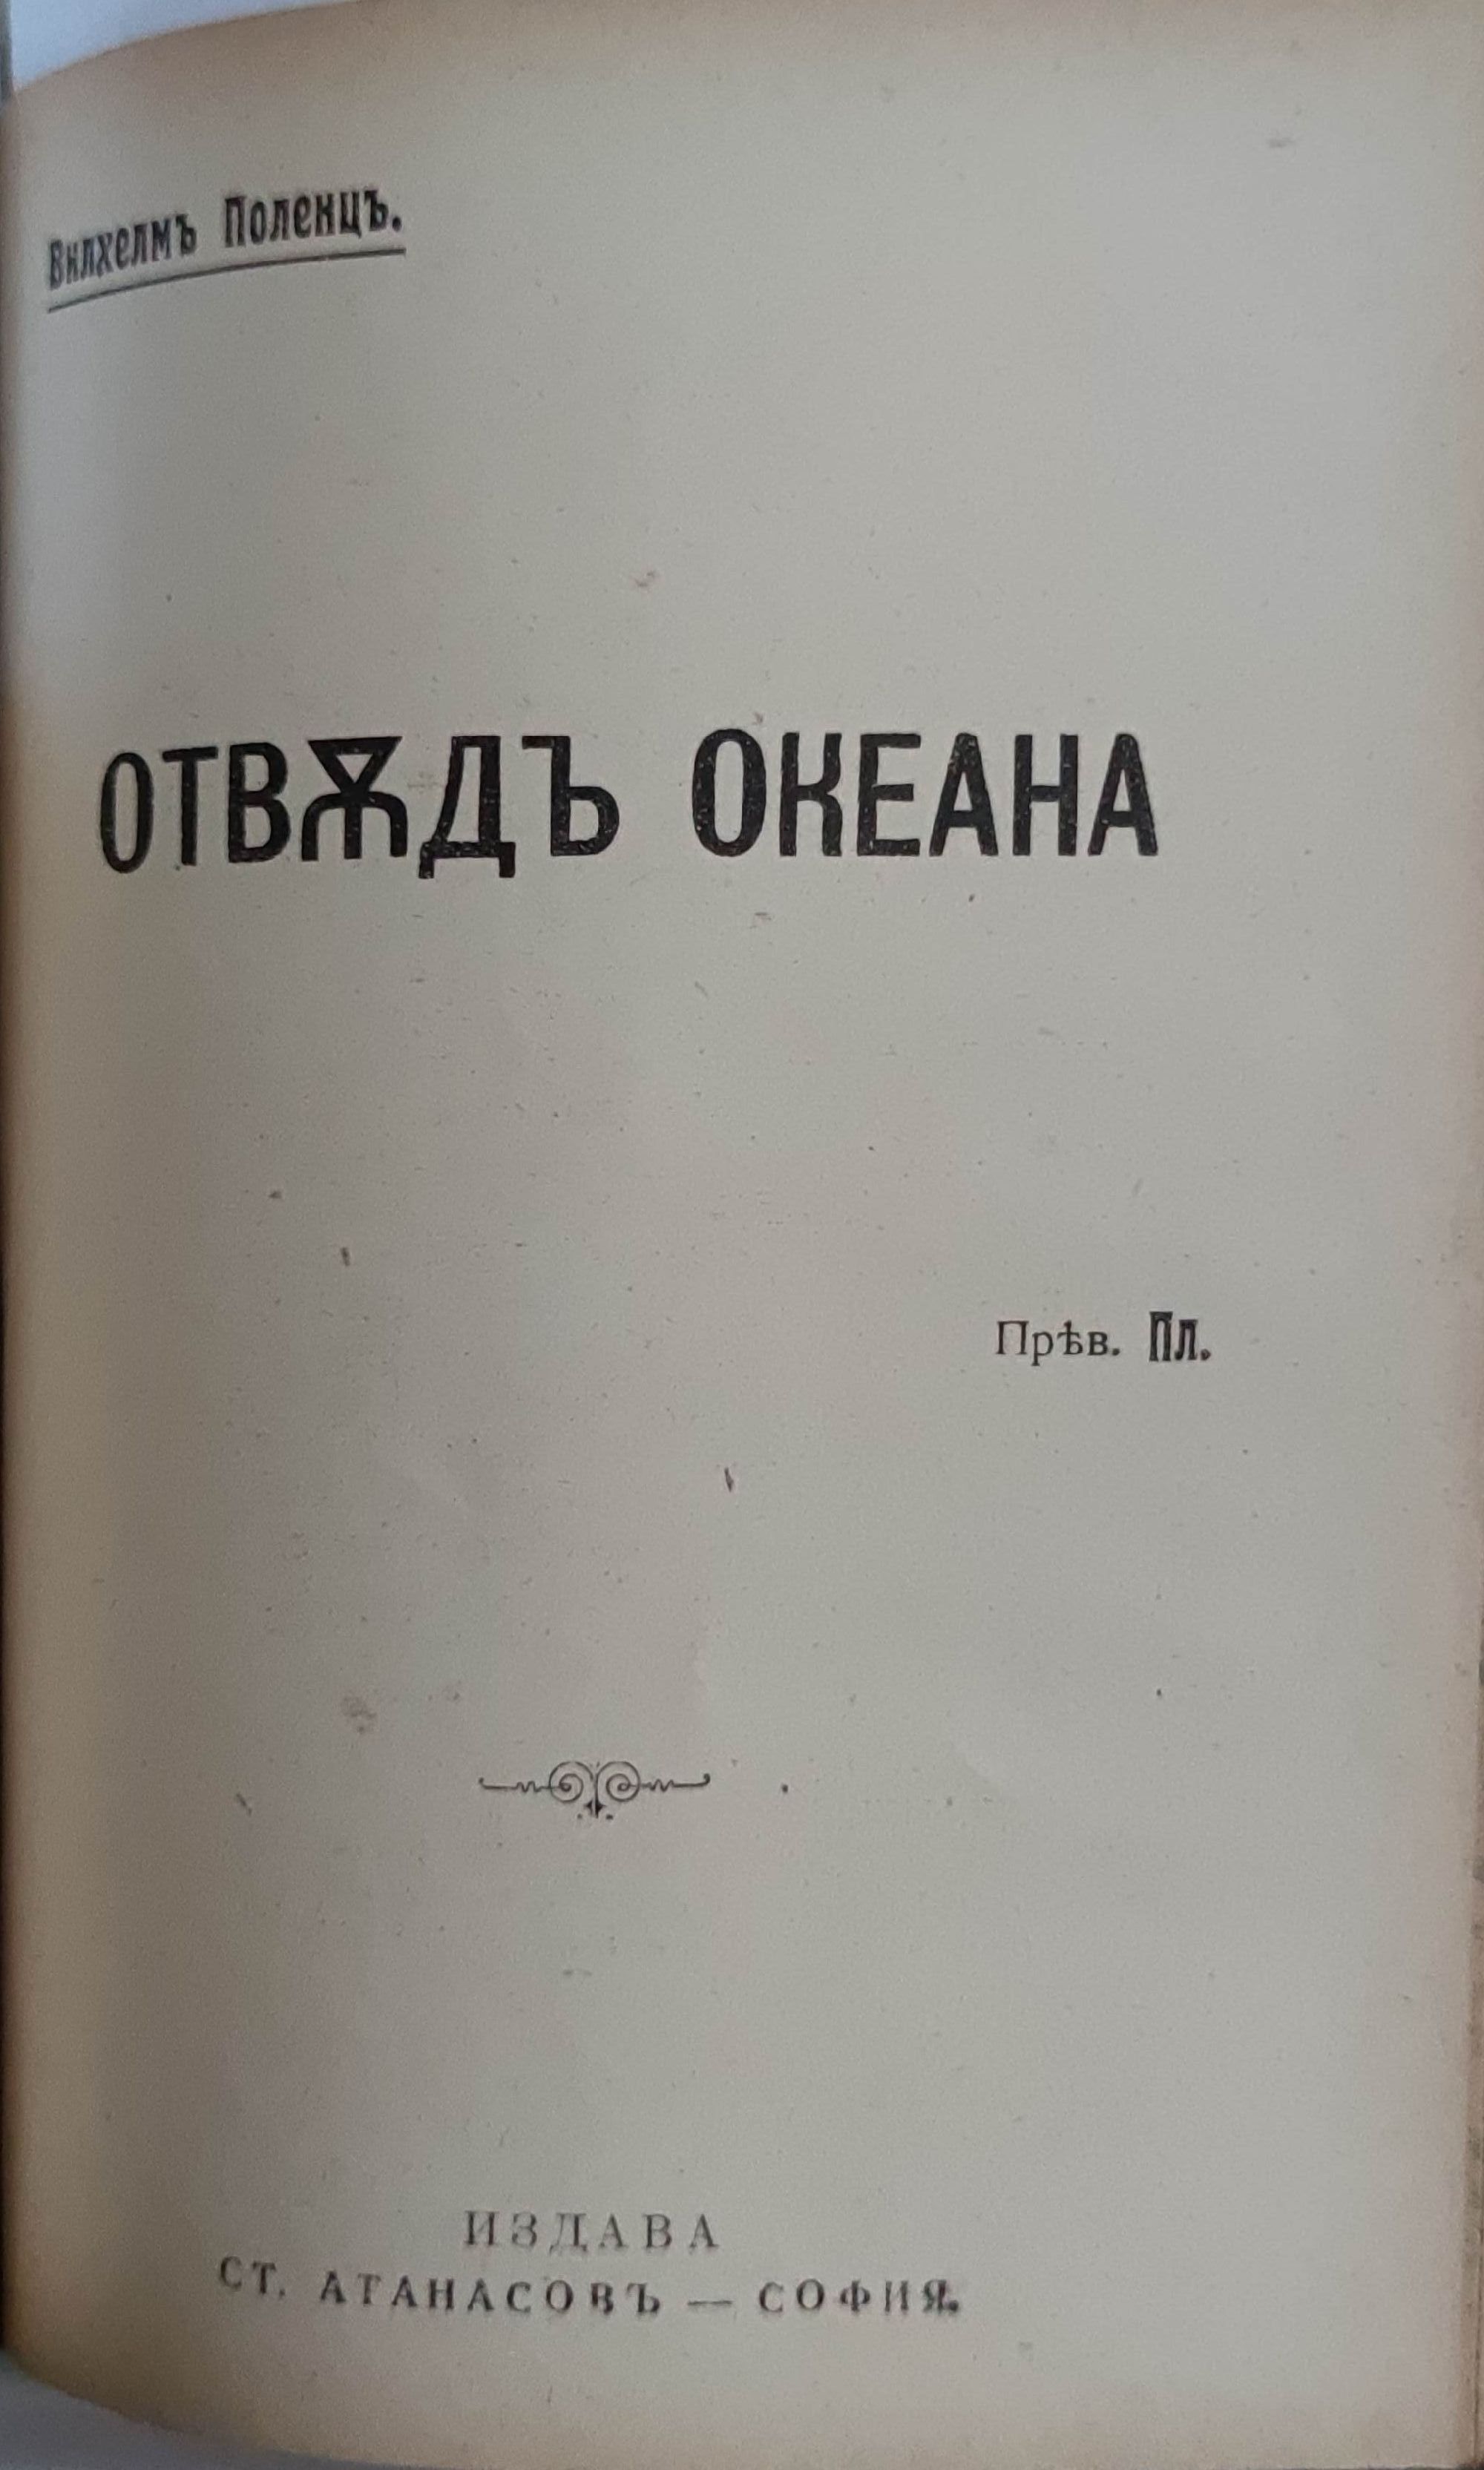 Вилхелмъ Поленцъ.
ОТВѪДЪ ОКЕАНА
Прѣв. Пл.
ИЗДАВА
СТ. АТАНАСОВЪ — СОФИЯ.